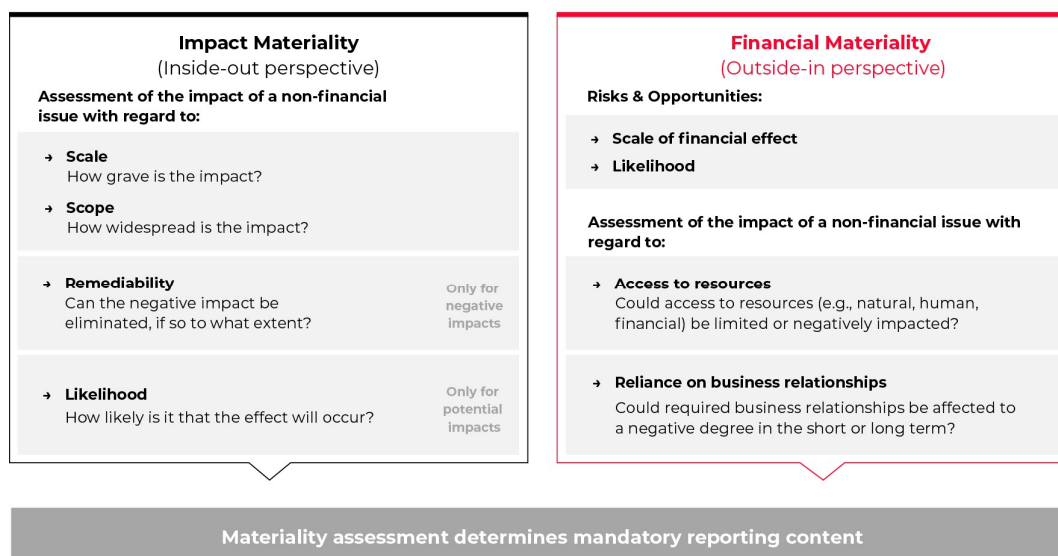 Impact Materiality
(Inside-out perspective)
Assessment of the impact of a non-financial
issue with regard to:
→ Scale
How grave is the impact?
→ Scope
How widespread is the impact?
→ Remediability
Can the negative impact be
eliminated, if so to what extent?
Only for
negative
impacts
→ Likelihood
How likely is it that the effect will occur?
Only for
potential
impacts
Financial Materiality
(Outside-in perspective)
Risks & Opportunities:
→ Scale of financial effect
→ Likelihood
Assessment of the impact of a non-financial issue with
regard to:
→ Access to resources
Could access to resources (e.g., natural, human,
financial) be limited or negatively impacted?
→ Reliance on business relationships
Could required business relationships be affected to
a negative degree in the short or long term?
Materiality assessment determines mandatory reporting content